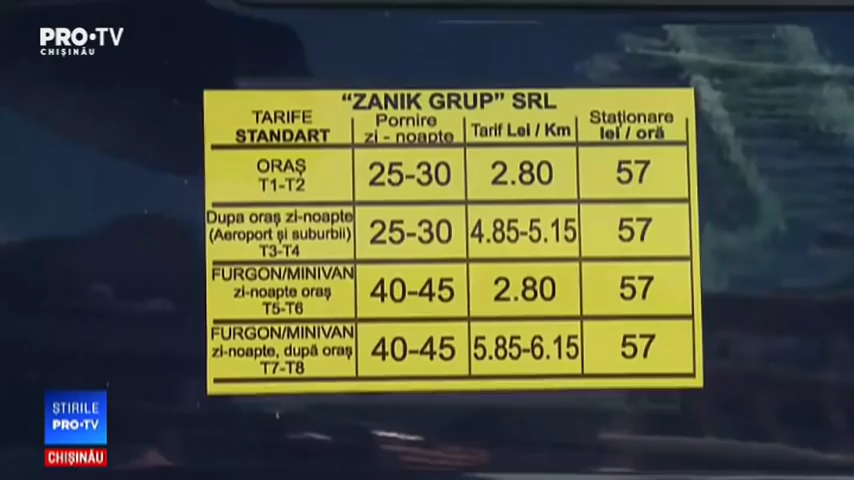 PRO•TV
CHIȘINĂU
"ZANIK GRUP" SRL
TARIFE
STANDART
Pornire
zi - noapte
Tarif Lei / Km
Staționare
lei / oră
ORAȘ
T1-T2
25-30
2.80
57
Dupa oraș zi-noapte
(Aeroport și suburbii)
T3-T4
25-30
4.85-5.15
57
FURGON/MINIVAN
zi-noapte oraș
T5-T6
40-45
2.80
57
FURGON/MINIVAN
zi-noapte, după oraș
T7-T8
40-45
5.85-6.15
57
ȘTIRILE
PRO•TV
CHIȘINĂU